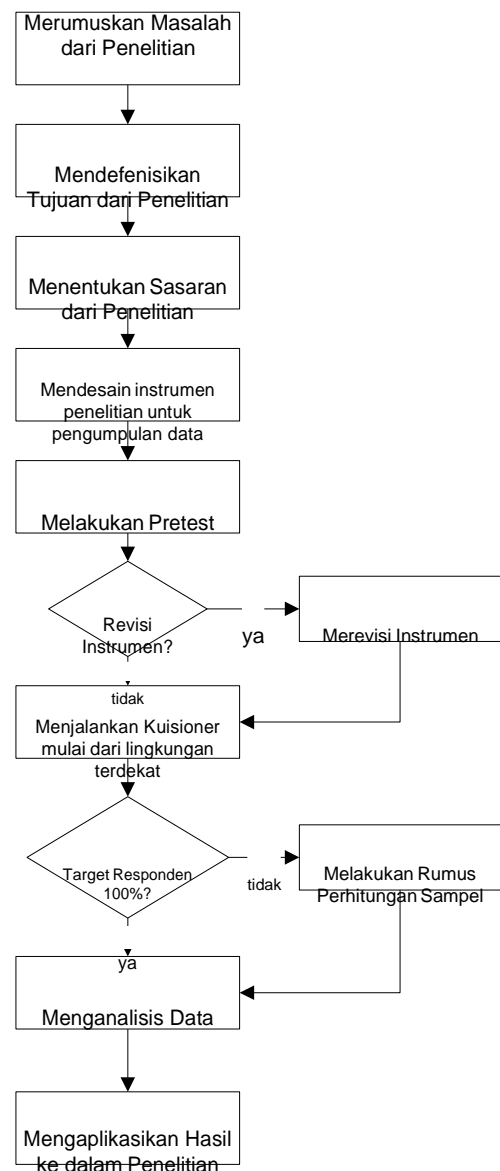 Merumuskan Masalah
dari Penelitian
Mendefenisikan
Tujuan dari Penelitian
Menentukan Sasaran
dari Penelitian
Mendesain instrumen
penelitian untuk
pengumpulan data
Melakukan Pretest
Revisi
Instrumen?
ya
Merevisi Instrumen
tidak
Menjalankan Kuisioner
mulai dari lingkungan
terdekat
Target Responden
100%?
tidak
Melakukan Rumus
Perhitungan Sampel
ya
Menganalisis Data
Mengaplikasikan Hasil
ke dalam Penelitian